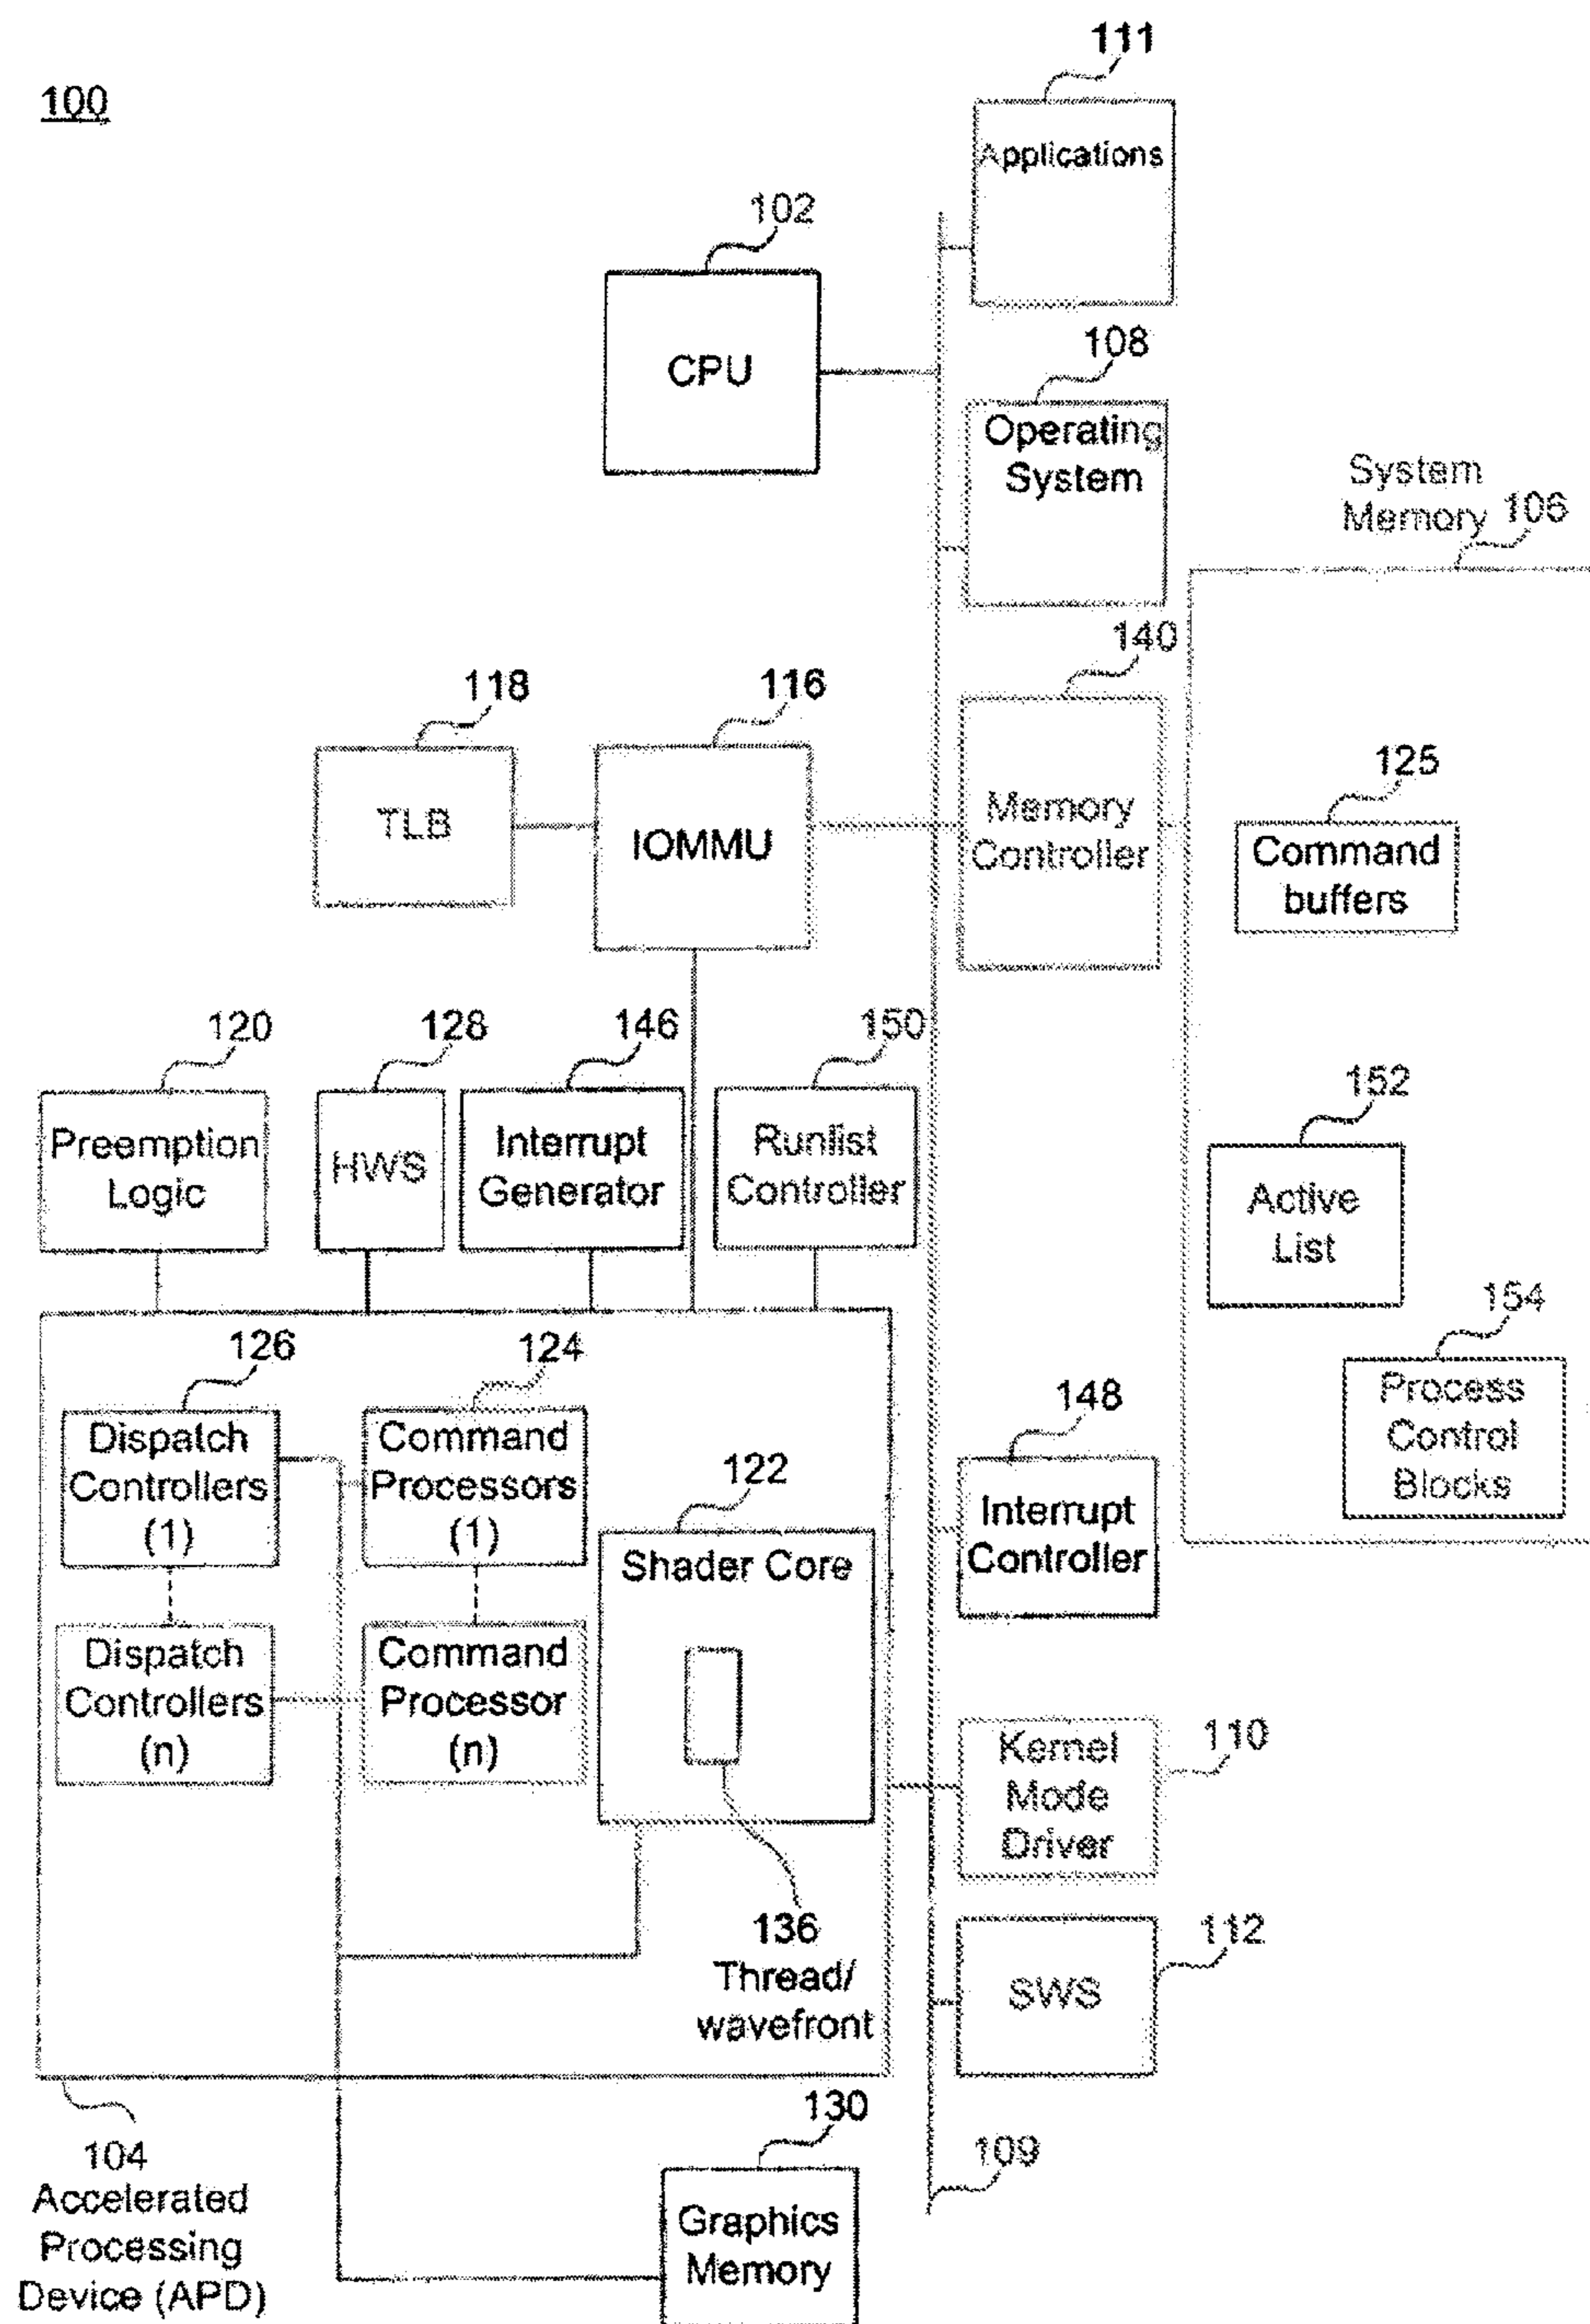 100
111
Applications
102
CPU
108
Operating
System
System
Memory 106
140
Memory
Controller
118
TLB
116
IOMMU
125
Command
buffers
120
Preemption
Logic
128
HWS
146
Interrupt
Generator
150
Runlist
Controller
152
Active
List
154
Process
Control
Blocks
126
Dispatch
Controllers
(1)
124
Command
Processors
(1)
122
Shader Core
148
Interrupt
Controller
Dispatch
Controllers
(n)
Command
Processor
(n)
Kernel
Mode
Driver
110
136
Thread/
wavefront
SWS
112
104
Accelerated
Processing
Device (APD)
130
Graphics
Memory
109